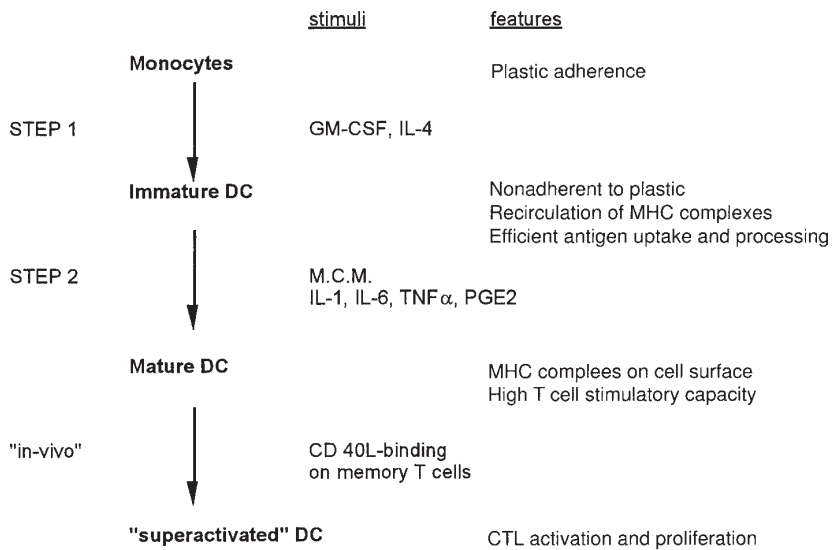 stimuli features
Monocytes Plastic adherence
STEP 1 GM-CSF, IL-4
Immature DC Nonadherent to plastic
Recirculation of MHC complexes
Efficient antigen uptake and processing
STEP 2 M.C.M.
IL-1, IL-6, TNFα, PGE2
Mature DC MHC complees on cell surface
High T cell stimulatory capacity
"in-vivo" CD 40L-binding
on memory T cells
"superactivated" DC CTL activation and proliferation